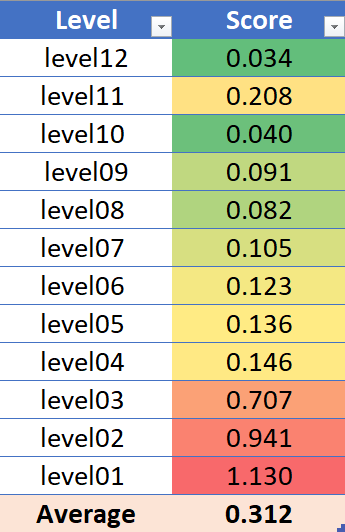 Level Score
level12 0.034
level11 0.208
level10 0.040
level09 0.091
level08 0.082
level07 0.105
level06 0.123
level05 0.136
level04 0.146
level03 0.707
level02 0.941
level01 1.130
Average 0.312